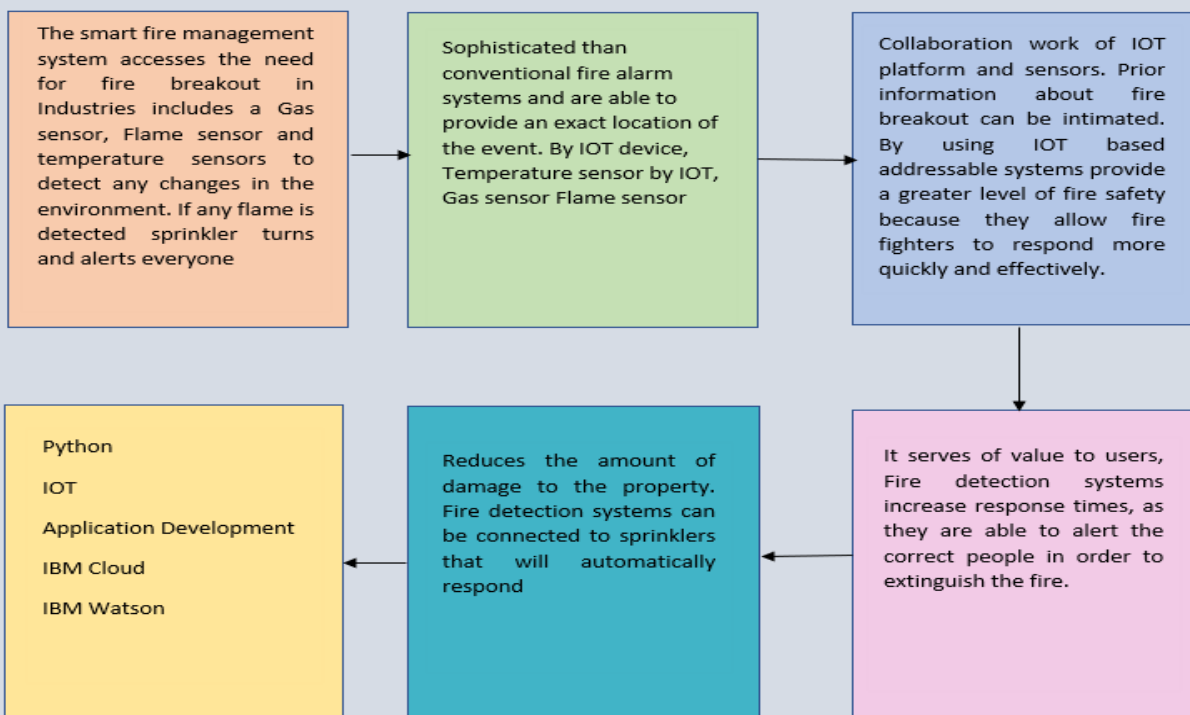 The smart fire management
system accesses the need
for fire breakout in
Industries includes a Gas
sensor, Flame sensor and
temperature sensors to
detect any changes in the
environment. If any flame is
detected sprinkler turns
and alerts everyone
Sophisticated than
conventional fire alarm
systems and are able to
provide an exact location of
the event. By IOT device,
Temperature sensor by IOT,
Gas sensor Flame sensor
Collaboration work of IOT
platform and sensors. Prior
information about fire
breakout can be intimated.
By using IOT based
addressable systems provide
a greater level of fire safety
because they allow fire
fighters to respond more
quickly and effectively.
It serves of value to users,
Fire detection systems
increase response times, as
they are able to alert the
correct people in order to
extinguish the fire.
Reduces the amount of
damage to the property.
Fire detection systems can
be connected to sprinklers
that will automatically
respond
Python
IOT
Application Development
IBM Cloud
IBM Watson